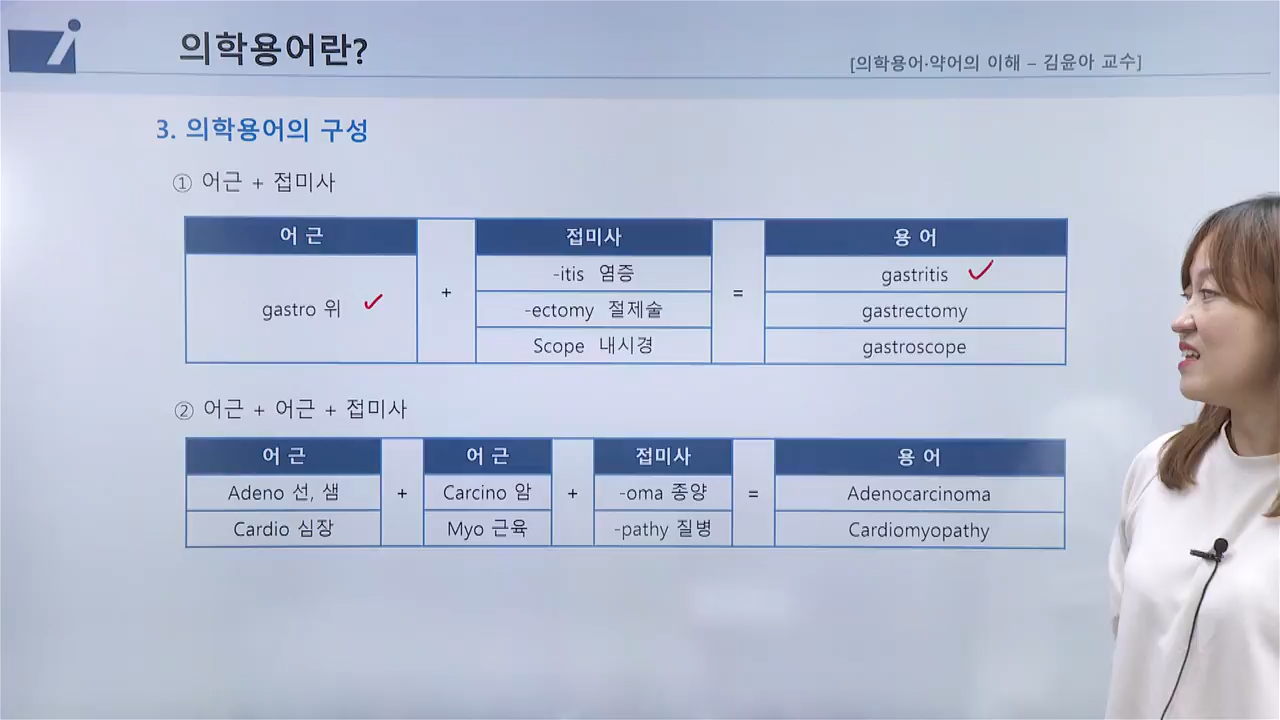 의학용어란?
[의학용어·약어의 이해 – 김윤아 교수]
3. 의학용어의 구성
① 어근 + 접미사
어 근 접미사 용 어
gastro 위 + -itis 염증 = gastritis
-ectomy 절제술 gastrectomy
Scope 내시경 gastroscope
② 어근 + 어근 + 접미사
어 근 어 근 접미사 용 어
Adeno 선, 샘 + Carcino 암 + -oma 종양 = Adenocarcinoma
Cardio 심장 Myo 근육 -pathy 질병 Cardiomyopathy